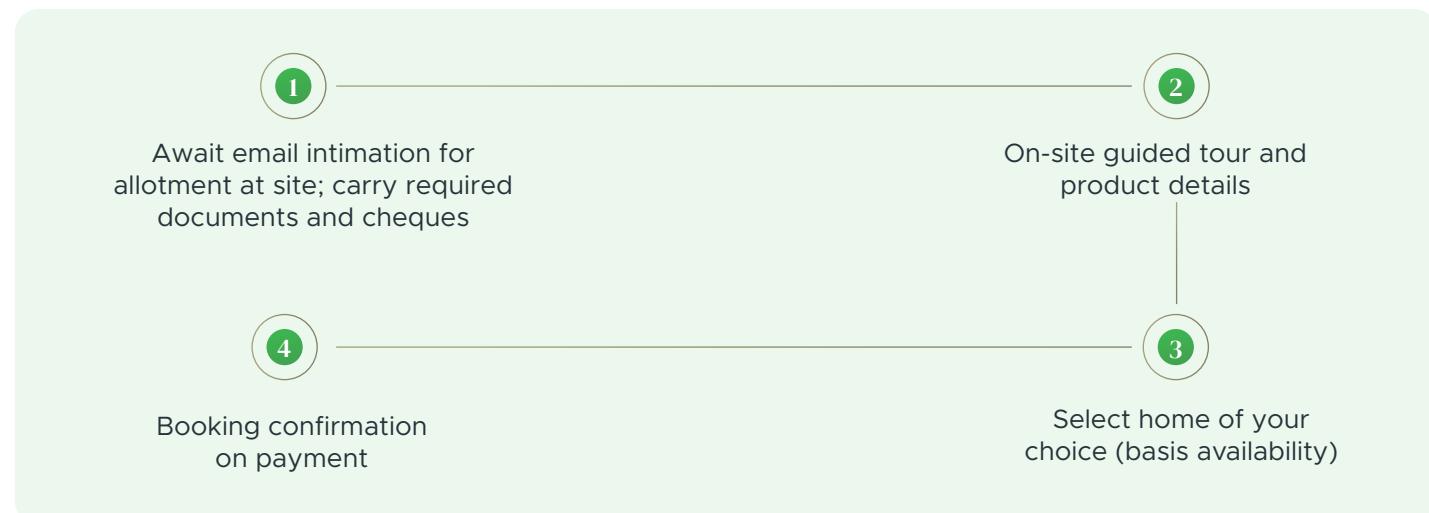 1
Await email intimation for
allotment at site; carry required
documents and cheques
2
On-site guided tour and
product details
3
Select home of your
choice (basis availability)
4
Booking confirmation
on payment